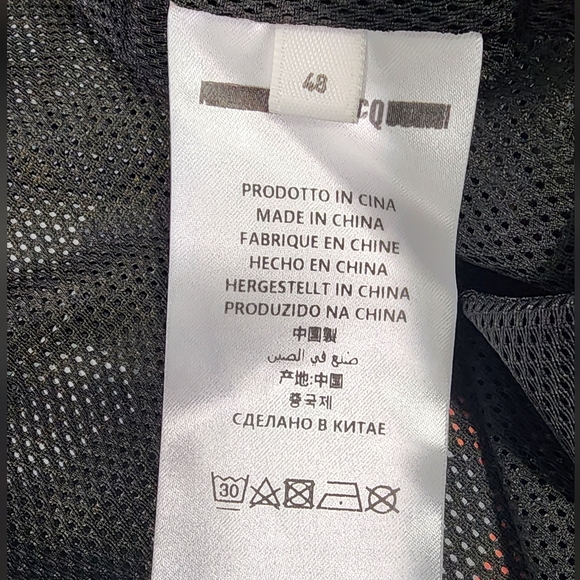 48
CQ
PRODOTTO IN CINA
MADE IN CHINA
FABRIQUE EN CHINE
HECHO EN CHINA
HERGESTELLT IN CHINA
PRODUZIDO NA CHINA
中国製
صنع في الصين
产地:中国
중국제
СДЕЛАНО В КИТАЕ
30